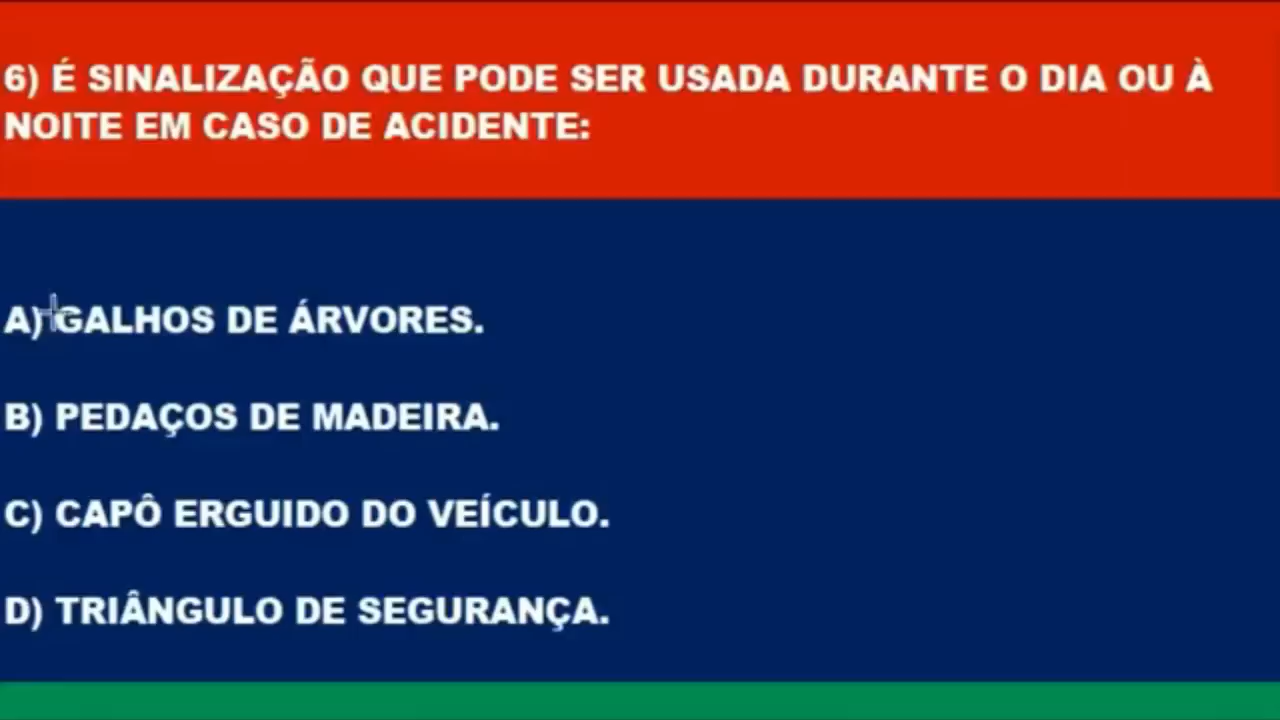 6) É SINALIZAÇÃO QUE PODE SER USADA DURANTE O DIA OU À
NOITE EM CASO DE ACIDENTE:
A) GALHOS DE ÁRVORES.
B) PEDAÇOS DE MADEIRA.
C) CAPÔ ERGUIDO DO VEÍCULO.
D) TRIÂNGULO DE SEGURANÇA.